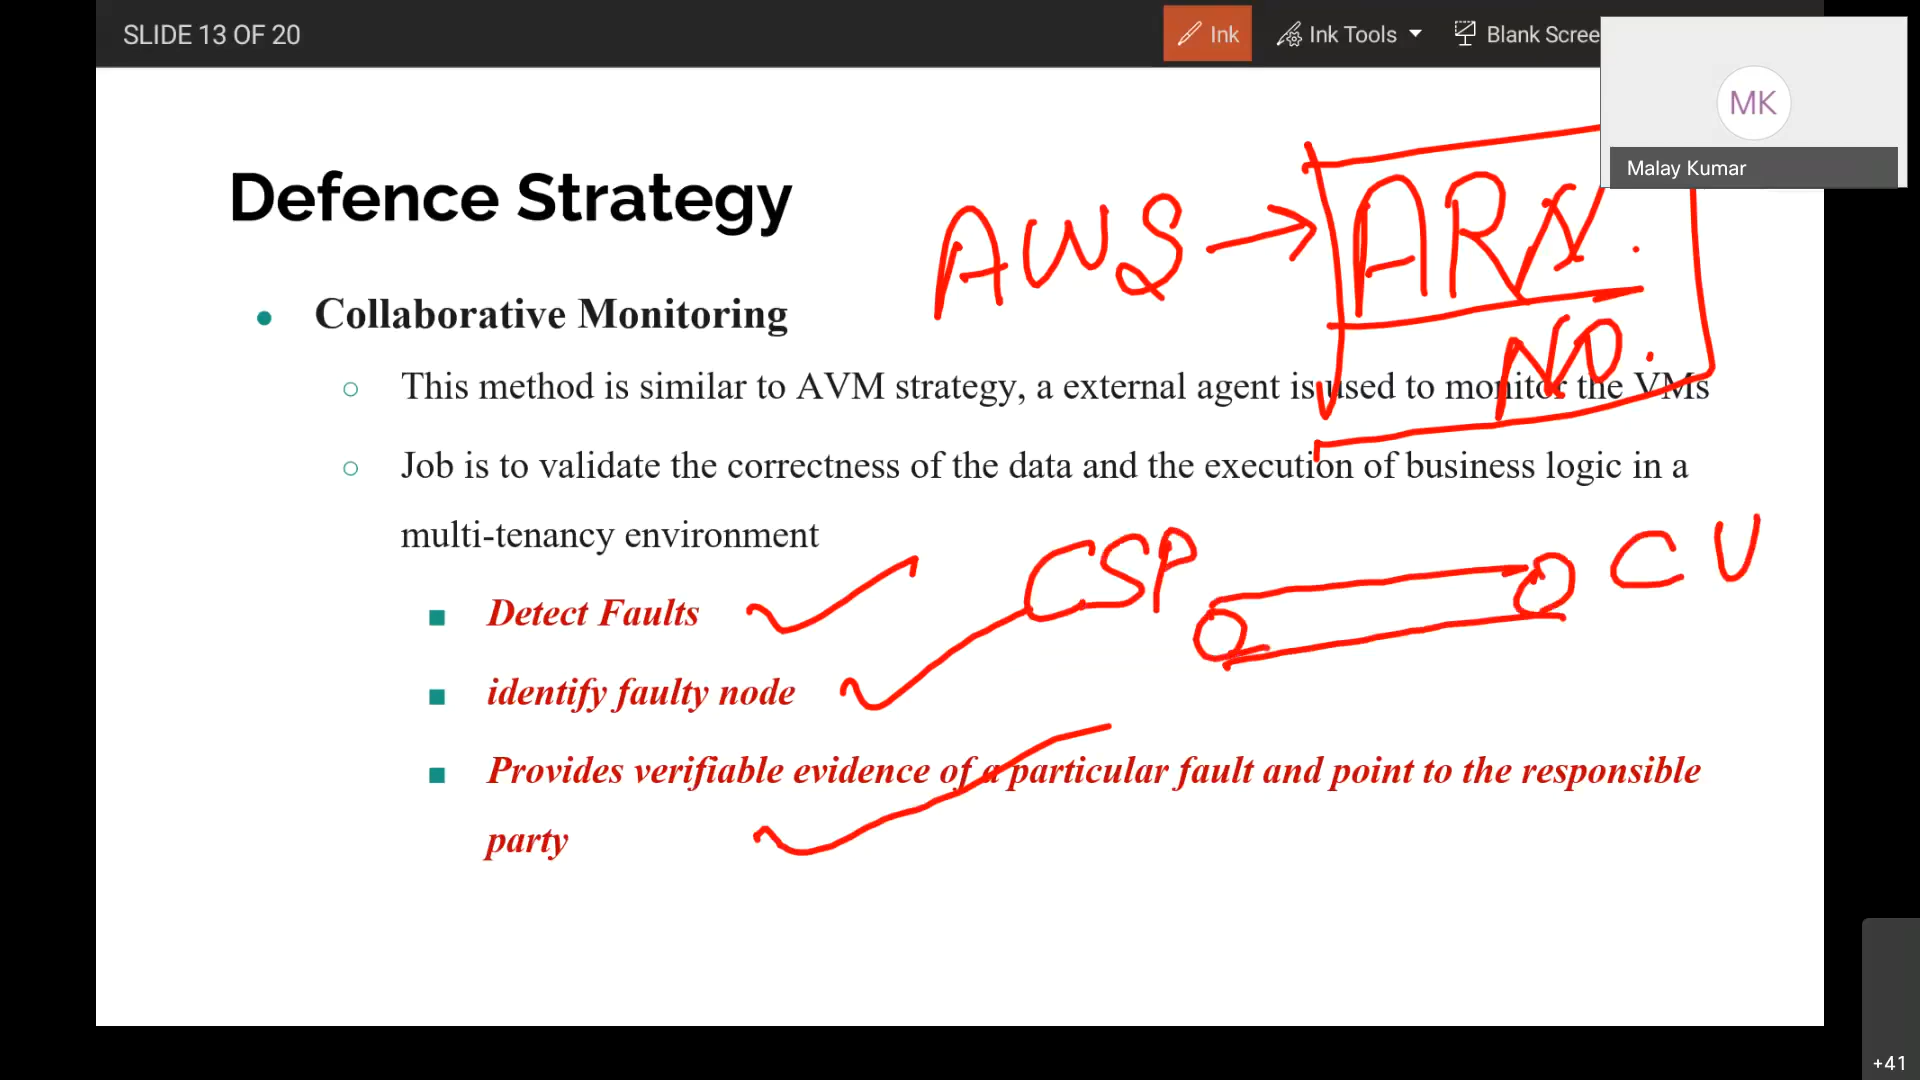 SLIDE 13 OF 20
Ink
Ink Tools
Blank Scree
MK
Malay Kumar
Defence Strategy
AWS → ARN.
NO.
• Collaborative Monitoring
○ This method is similar to AVM strategy, a external agent is used to monitor the VMs
○ Job is to validate the correctness of the data and the execution of business logic in a
multi-tenancy environment
CSP
CU
■ Detect Faults
■ identify faulty node
■ Provides verifiable evidence of a particular fault and point to the responsible
party
+41